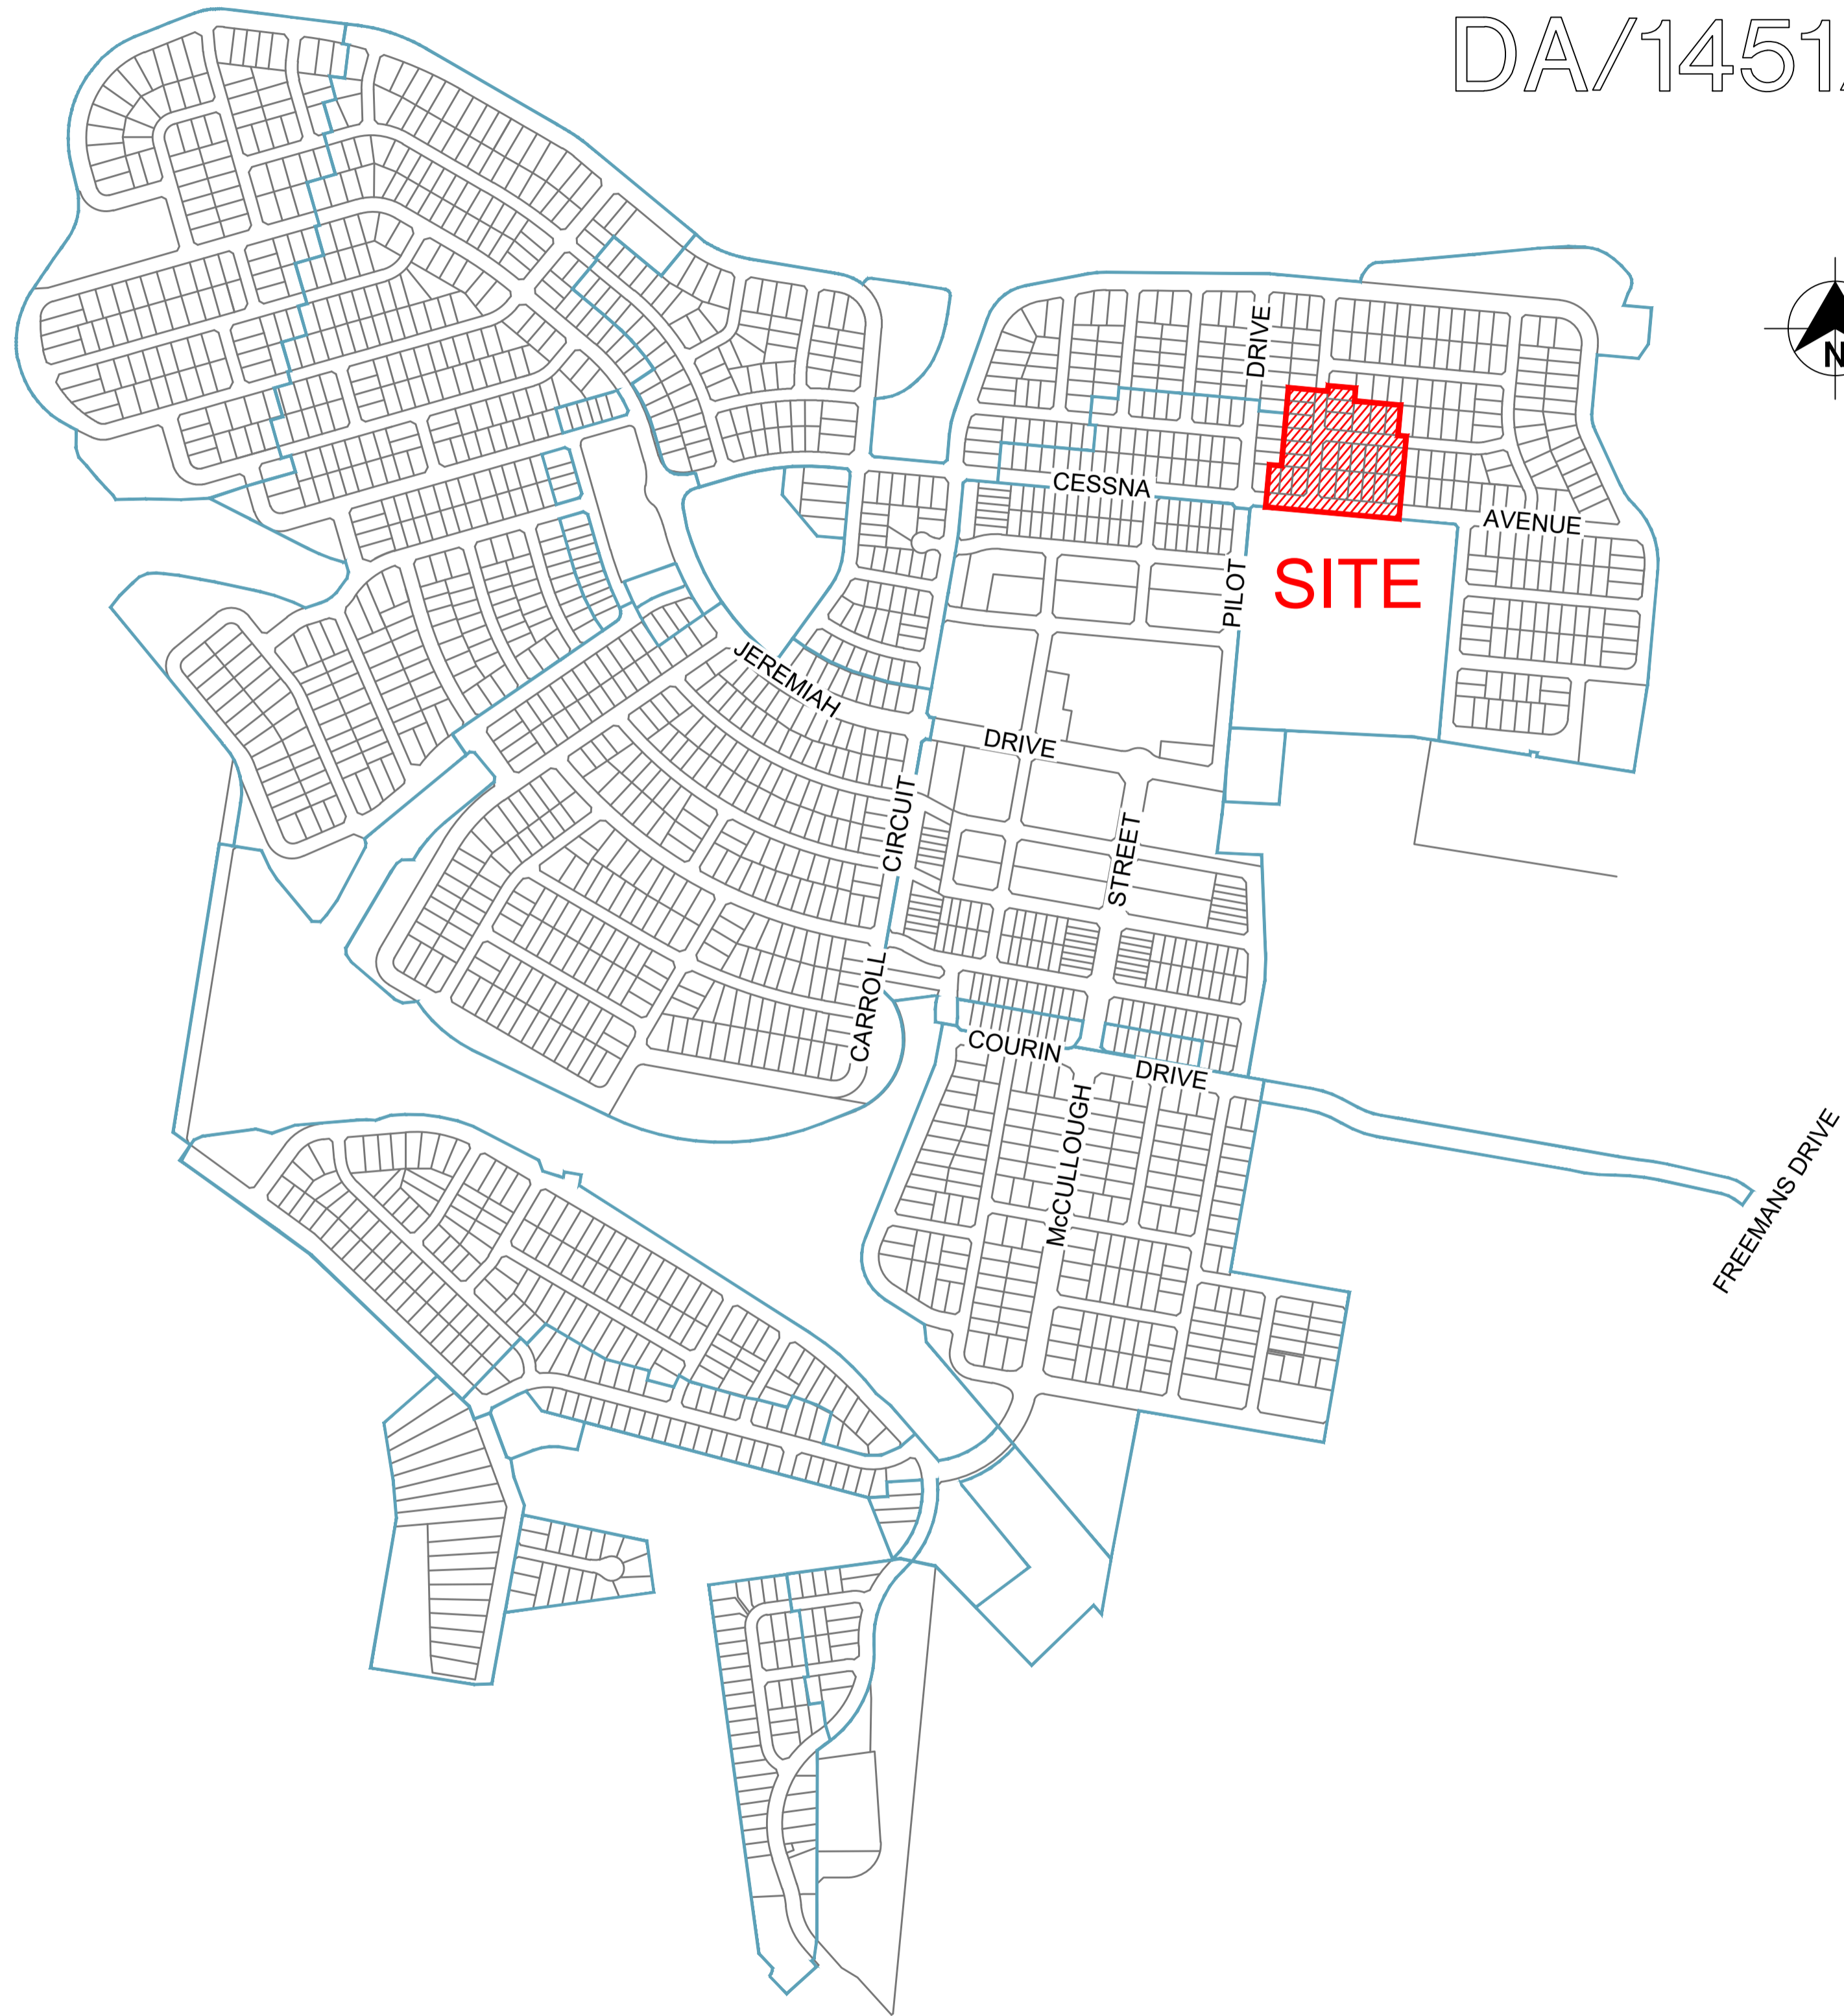 DA/1451
DRIVE
N
CESSNA
AVENUE
SITE
PILOT
JEREMIAH
DRIVE
CIRCUIT
STREET
CARROLL
COURIN
DRIVE
McCULLOUGH
FREEMANS DRIVE